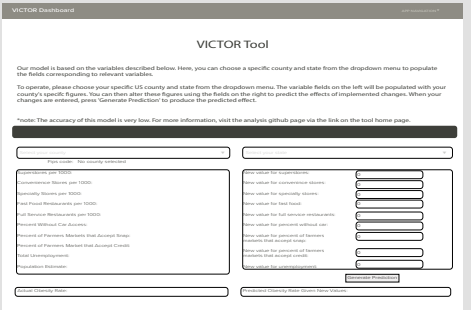 VICTOR Dashboard
VICTOR Tool
Our model is based on the variables described below. Here, you can choose a specific county and state from the dropdown menu to populate
the fields corresponding to relevant variables.
To operate, please choose your specific US county and state from the dropdown menu. The variable fields on the left will be populated with your
county's specific figures. You can then alter these figures using the fields on the right to predict the effects of implemented changes. When your
changes are entered, press 'Generate Prediction' to produce the predicted effect.
*note: The accuracy of this model is very low. For more information, visit the analysis github page via the link on the tool home page.
Fips code: No county selected
Superstores per 1000:
Convenience Stores per 1000:
Specialty Stores per 1000:
Fast Food Restaurants per 1000:
Full Service Restaurants per 1000:
Percent Without Car Access:
Percent of Farmers Markets that Accept Snap:
Percent of Farmers Markets that Accept Credit:
Total Unemployment:
Population Estimate:
New value for superstores:
0
New value for convenience stores:
0
New value for specialty stores:
0
New value for fast food:
0
New value for full service restaurants:
0
New value for percent without car:
0
New value for percent of farmers
markets that accept snap:
0
New value for percent of farmers
markets that accept credit:
0
New value for unemployment:
0
Generate Prediction
Actual Obesity Rate:
Predicted Obesity Rate Given New Values: